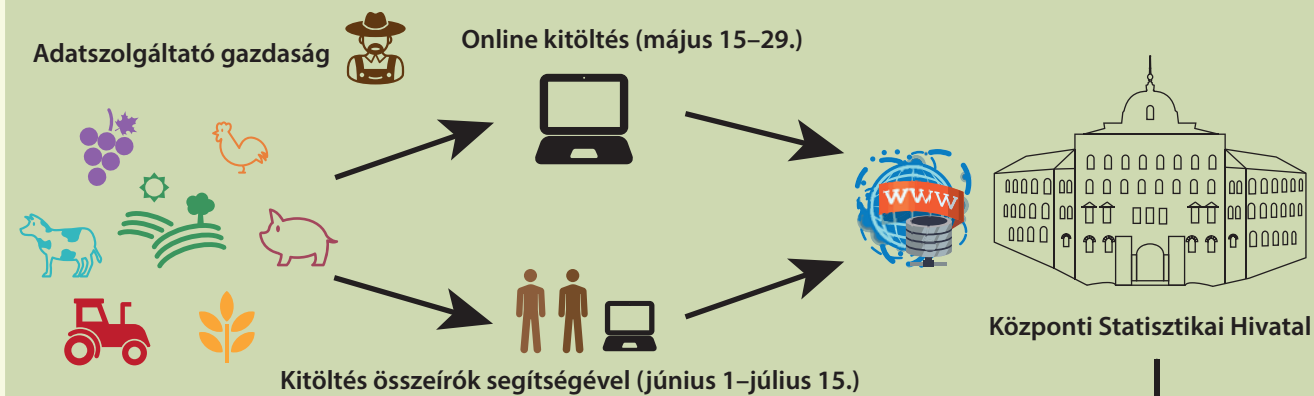 Adatszolgáltató gazdaság
Online kitöltés (május 15–29.)
WWW
Központi Statisztikai Hivatal
Kitöltés összeírók segítségével (június 1–július 15.)